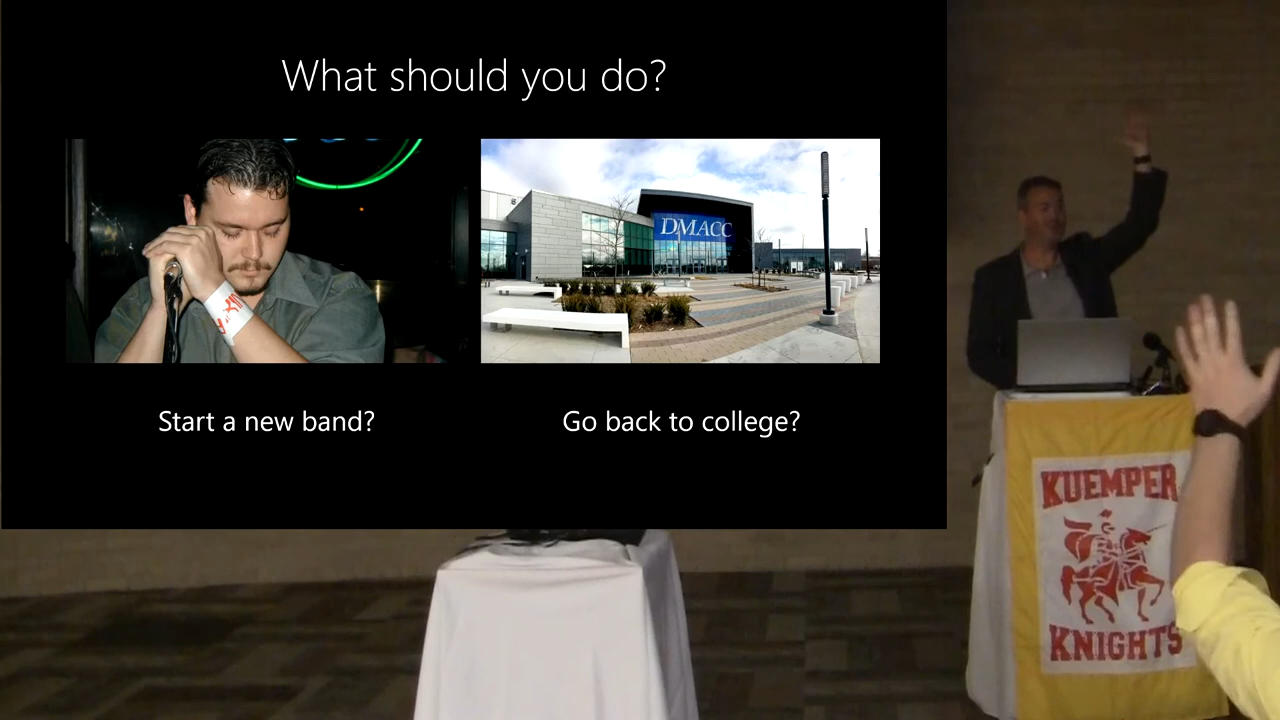 What should you do?
DMACC
Start a new band?
Go back to college?
KUEMPER
KNIGHTS